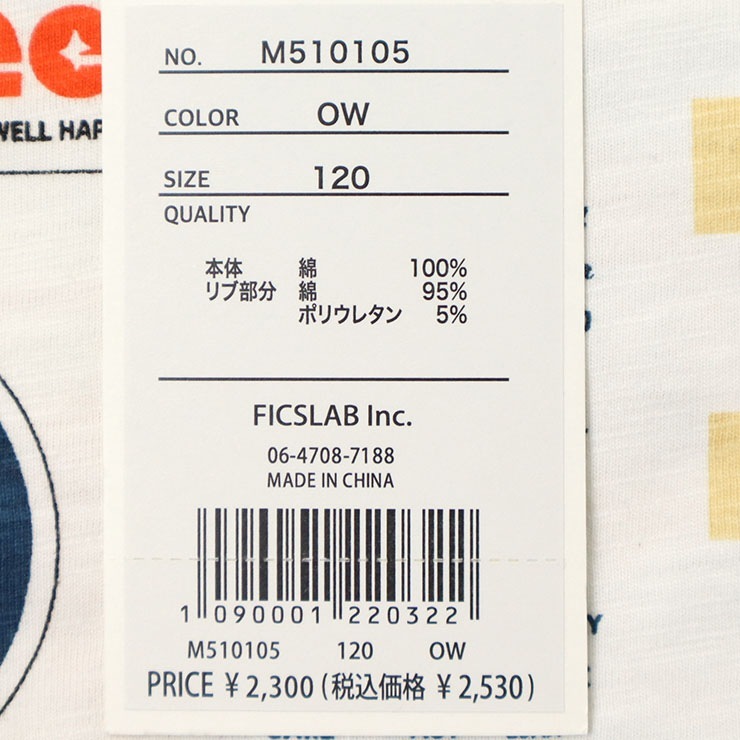 WELL HAP
NO. M510105
COLOR OW
SIZE 120
QUALITY
本体 綿 100%
リブ部分 綿 95%
ポリウレタン 5%
FICSLAB Inc.
06-4708-7188
MADE IN CHINA
1 090001 220322
M510105 120 OW
PRICE ¥2,300(税込価格 ¥2,530)